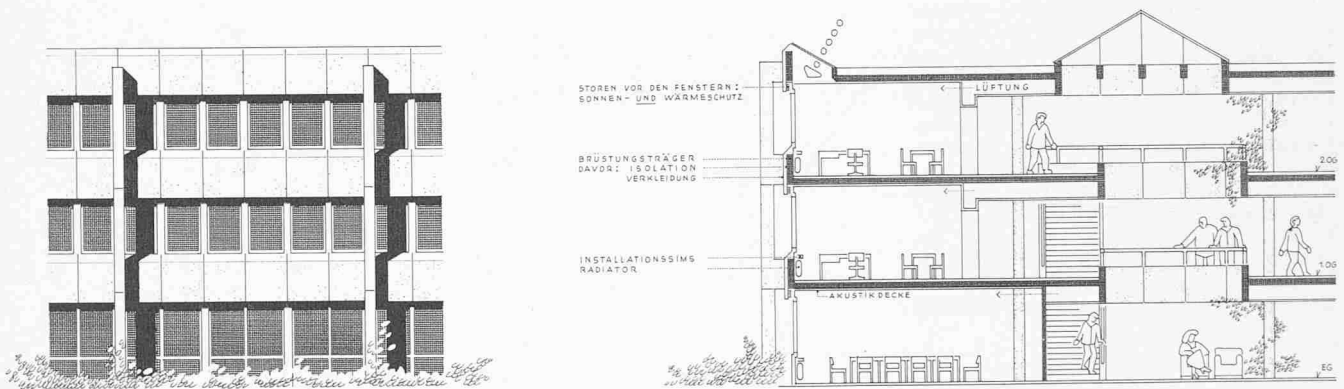 STOREN VOR DEN FENSTERN:
SONNEN- UND WÄRMESCHUTZ
LÜFTUNG
BRÜSTUNGSTRÄGER
DAVOR: ISOLATION
VERKLEIDUNG
2.OG
INSTALLATIONSSIMS
RADIATOR
1.OG
AKUSTIKDECKE
EG